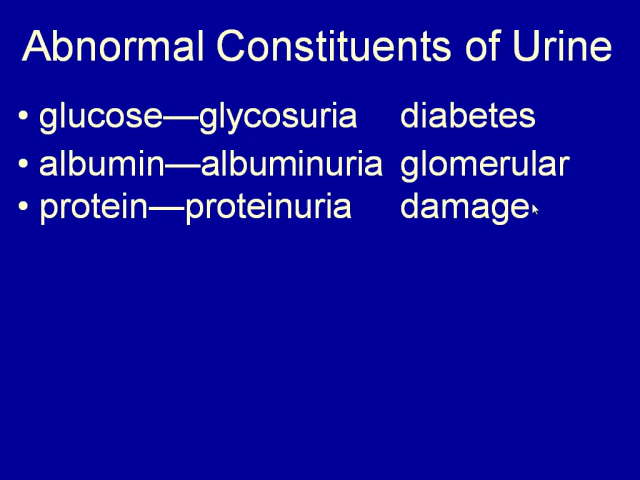 Abnormal Constituents of Urine
• glucose—glycosuria diabetes
• albumin—albuminuria glomerular
• protein—proteinuria damage